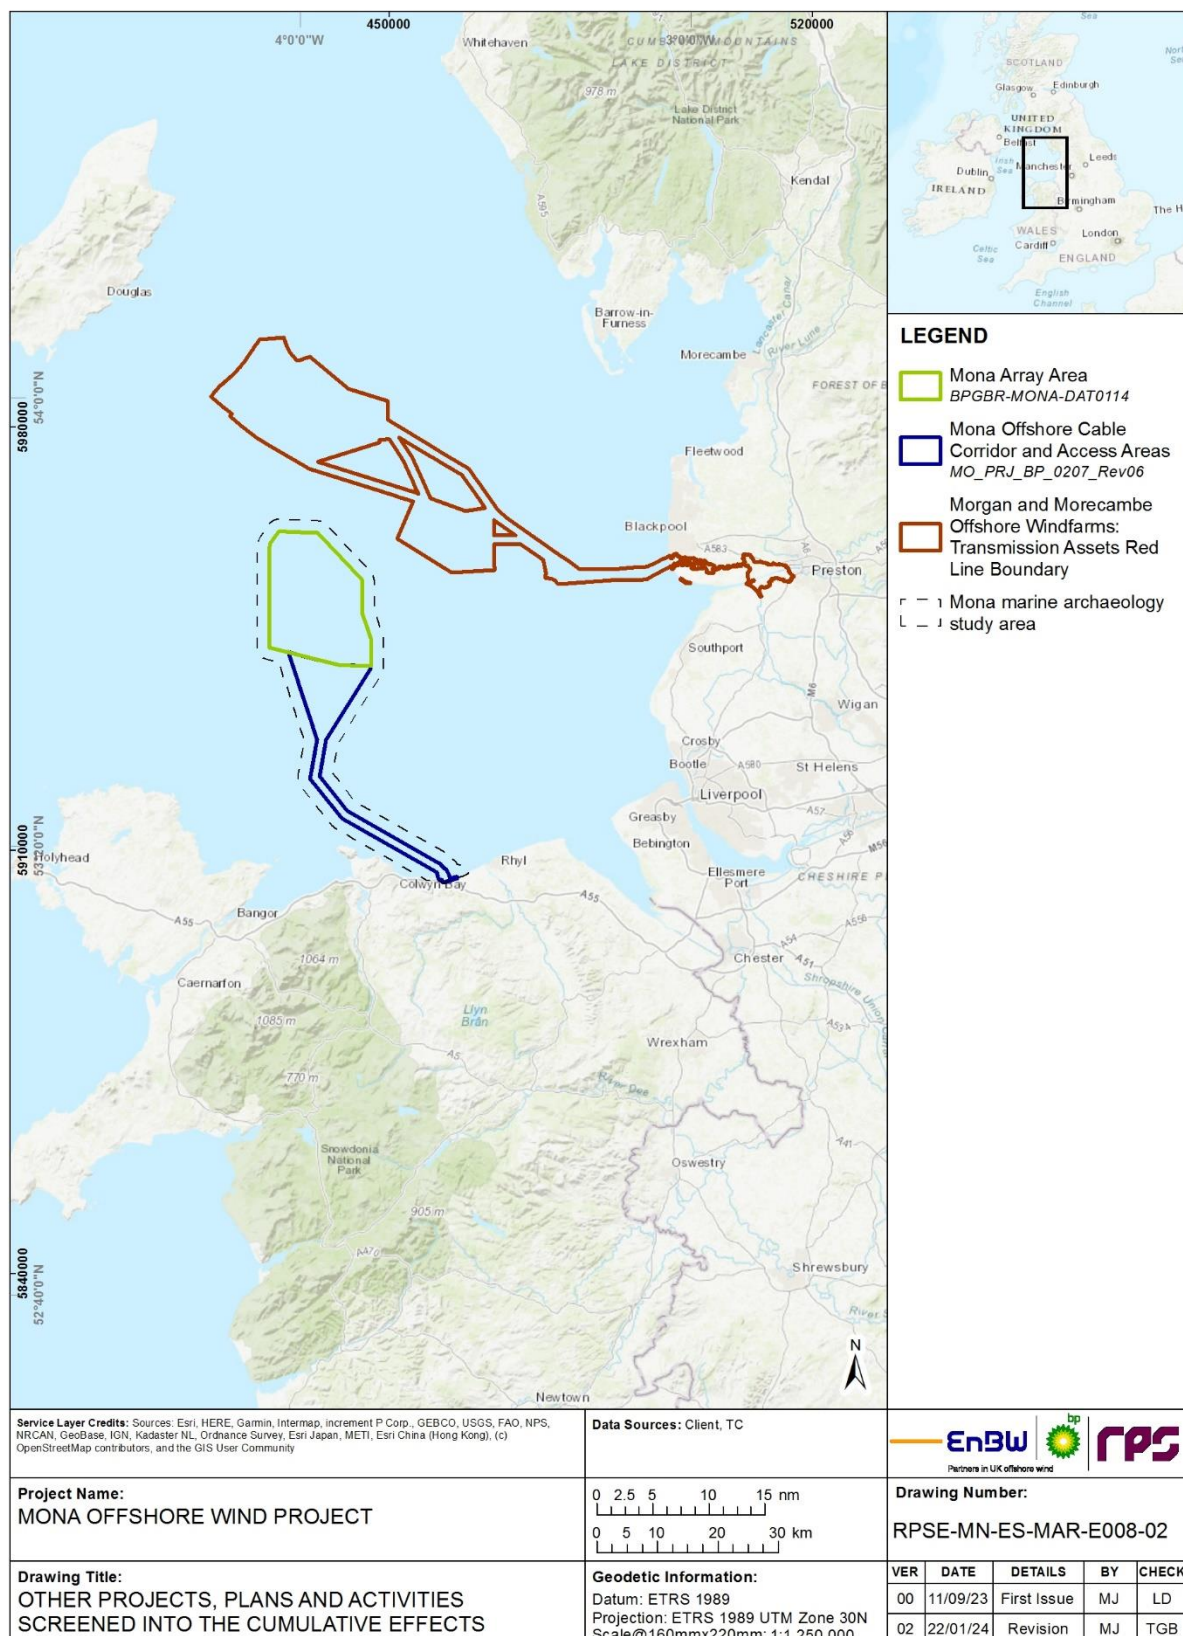 450000
520000
4°0'0"W
3°0'0"W
Whitehaven
CUMBRIAN MOUNTAINS
LAKE DISTRICT
978 m
Lake District
National Park
Kendal
A595
Douglas
Barrow-in-
Furness
Lancaster Canal
River Lune
Morecambe
FOREST OF B
54°0'0"N
5980000
Fleetwood
Blackpool
A583
A6
A5
Preston
Southport
M6
Wigan
Crosby
Bootle
A580
St Helens
Liverpool
A57
Greasby
Bebington
A56
M56
5910000
53°20'0"N
Holyhead
Rhyl
Colwyn Bay
Ellesmere
Port
CHESHIRE P
A55
A55
Bangor
A556
A54
A51
Chester
1064 m
Caernarfon
Shropshire Union Canal
1085 m
Llyn
Brân
A534
Wrexham
A5
770 m
River Dee
Snowdonia
National
Park
A41
Oswestry
905 m
A470
5840000
52°40'0"N
Shrewsbury
River S
N
Newtown
Sea
North
Sea
SCOTLAND
Glasgow
Edinburgh
UNITED
KINGDOM
Belfast
Irish
Sea
Leeds
Manchester
Dublin
IRELAND
Birmingham
The H
WALES
Cardiff
London
Celtic
Sea
ENGLAND
English
Channel
LEGEND
Mona Array Area
BPGBR-MONA-DAT0114
Mona Offshore Cable
Corridor and Access Areas
MO_PRJ_BP_0207_Rev06
Morgan and Morecambe
Offshore Windfarms:
Transmission Assets Red
Line Boundary
Mona marine archaeology
study area
Service Layer Credits: Sources: Esri, HERE, Garmin, Intermap, increment P Corp., GEBCO, USGS, FAO, NPS,
NRCAN, GeoBase, IGN, Kadaster NL, Ordnance Survey, Esri Japan, METI, Esri China (Hong Kong), (c)
OpenStreetMap contributors, and the GIS User Community
Data Sources: Client, TC
EnBW
bp
rps
Partners in UK offshore wind
Project Name:
MONA OFFSHORE WIND PROJECT
0 2.5 5 10 15 nm
0 5 10 20 30 km
Drawing Number:
RPSE-MN-ES-MAR-E008-02
Drawing Title:
OTHER PROJECTS, PLANS AND ACTIVITIES
SCREENED INTO THE CUMULATIVE EFFECTS
Geodetic Information:
Datum: ETRS 1989
Projection: ETRS 1989 UTM Zone 30N
Scale@160mmx220mm: 1:1,250,000
VER DATE DETAILS BY CHECK
00 11/09/23 First Issue MJ LD
02 22/01/24 Revision MJ TGB